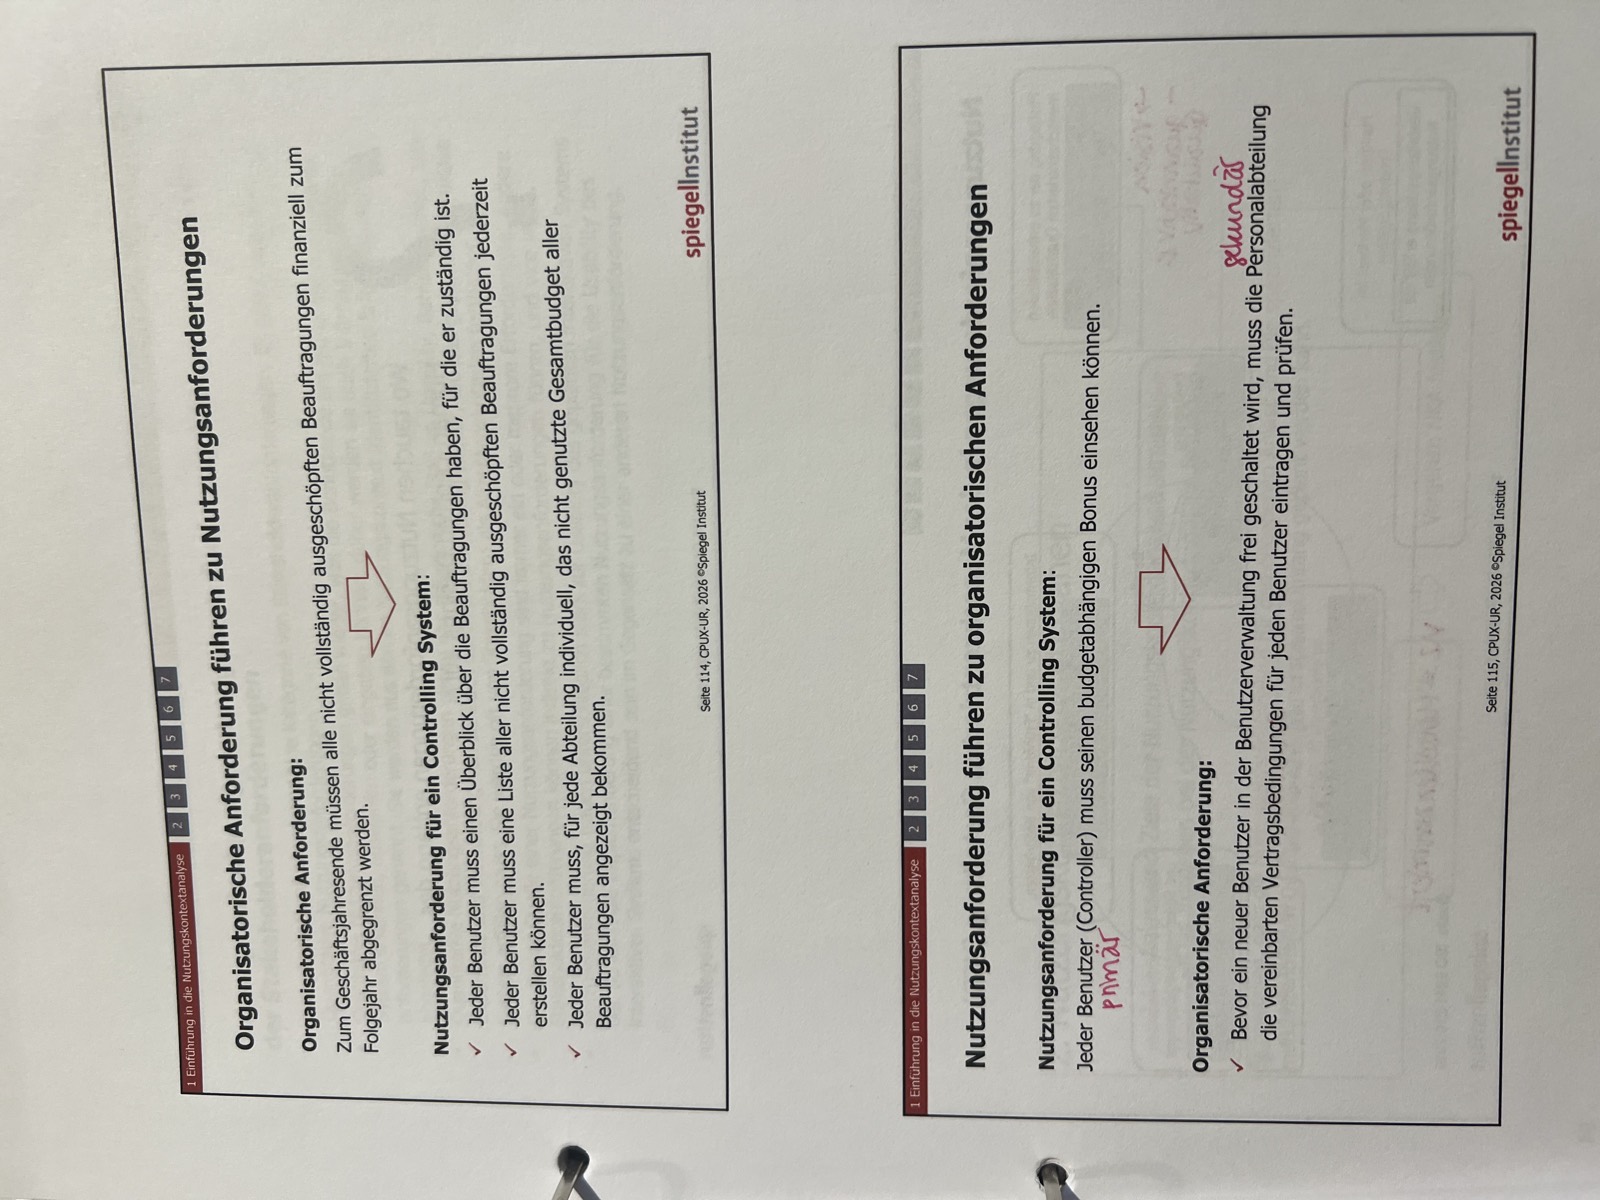 1 Einführung in die Nutzungskontextanalyse 2 3 4 5 6 7
Organisatorische Anforderung führen zu Nutzungsanforderungen
Organisatorische Anforderung:
Zum Geschäftsjahresende müssen alle nicht vollständig ausgeschöpften Beauftragungen finanziell zum
Folgejahr abgegrenzt werden.
Nutzungsanforderung für ein Controlling System:
✓ Jeder Benutzer muss einen Überblick über die Beauftragungen haben, für die er zuständig ist.
✓ Jeder Benutzer muss eine Liste aller nicht vollständig ausgeschöpften Beauftragungen jederzeit
erstellen können.
✓ Jeder Benutzer muss, für jede Abteilung individuell, das nicht genutzte Gesamtbudget aller
Beauftragungen angezeigt bekommen.
Seite 114, CPUX-UR, 2026 ©Spiegel Institut
spiegelInstitut
1 Einführung in die Nutzungskontextanalyse 2 3 4 5 6 7
Nutzungsanforderung führen zu organisatorischen Anforderungen
Nutzungsanforderung für ein Controlling System:
Jeder Benutzer (Controller) muss seinen budgetabhängigen Bonus einsehen können.
primär
Organisatorische Anforderung:
sekundär
✓ Bevor ein neuer Benutzer in der Benutzerverwaltung frei geschaltet wird, muss die Personalabteilung
die vereinbarten Vertragsbedingungen für jeden Benutzer eintragen und prüfen.
Seite 115, CPUX-UR, 2026 ©Spiegel Institut
spiegelInstitut